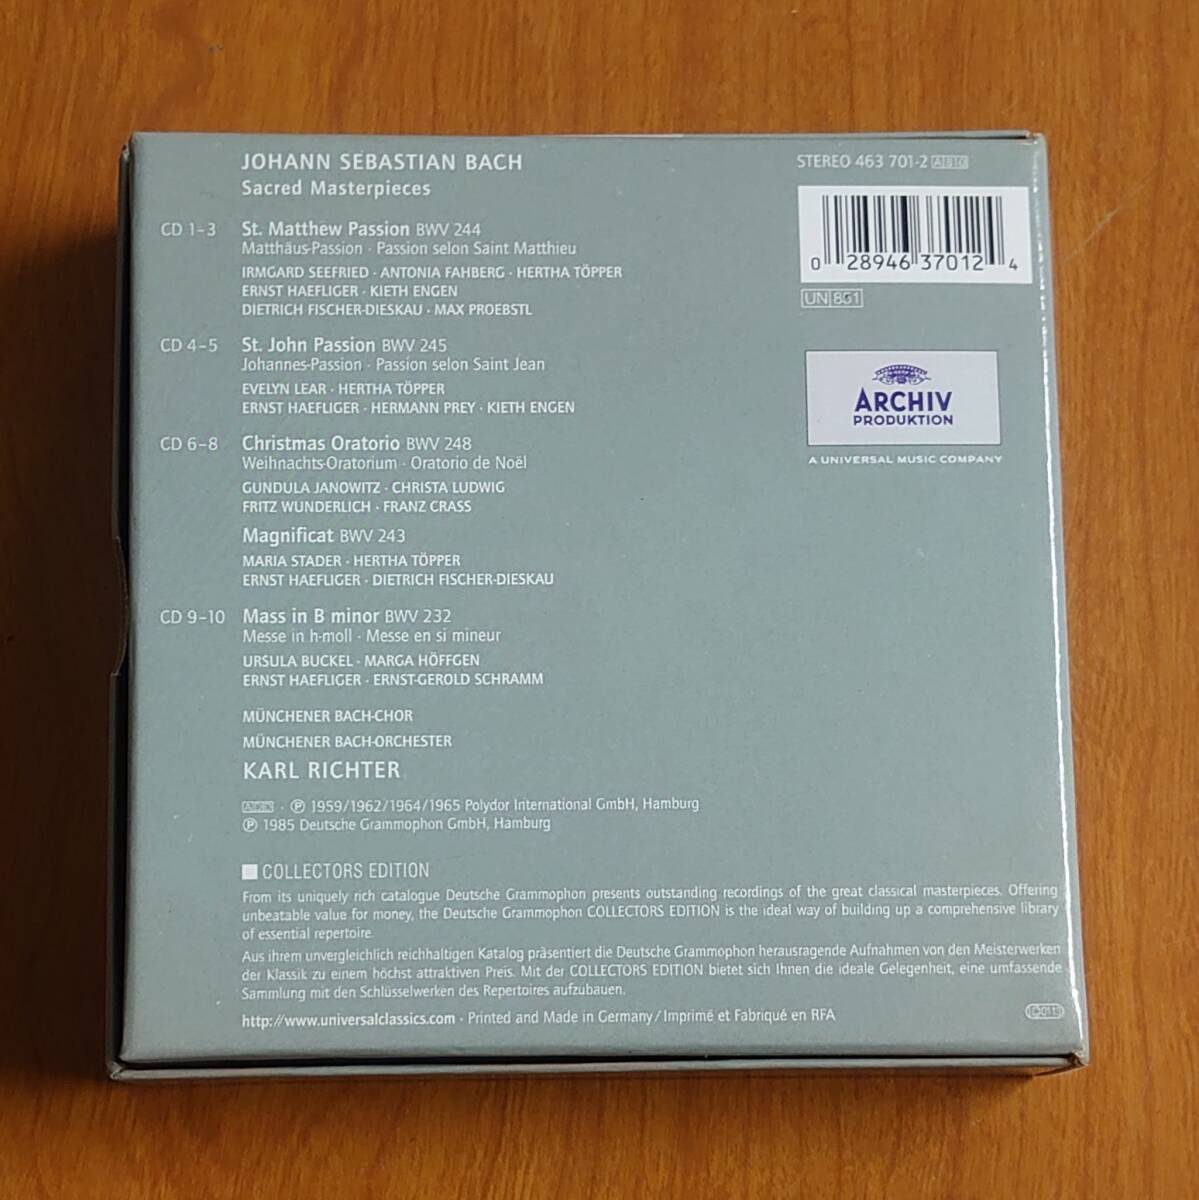 JOHANN SEBASTIAN BACH
Sacred Masterpieces
STEREO 463 701-2 A|810
0 28946 37012 4
UN 861
ARCHIV
PRODUKTION
A UNIVERSAL MUSIC COMPANY
CD 1–3 St. Matthew Passion BWV 244
Matthäus-Passion · Passion selon Saint Matthieu
IRMGARD SEEFRIED · ANTONIA FAHBERG · HERTHA TÖPPER
ERNST HAEFLIGER · KIETH ENGEN
DIETRICH FISCHER-DIESKAU · MAX PROEBSTL
CD 4–5 St. John Passion BWV 245
Johannes-Passion · Passion selon Saint Jean
EVELYN LEAR · HERTHA TÖPPER
ERNST HAEFLIGER · HERMANN PREY · KIETH ENGEN
CD 6–8 Christmas Oratorio BWV 248
Weihnachts-Oratorium · Oratorio de Noël
GUNDULA JANOWITZ · CHRISTA LUDWIG
FRITZ WUNDERLICH · FRANZ CRASS
Magnificat BWV 243
MARIA STADER · HERTHA TÖPPER
ERNST HAEFLIGER · DIETRICH FISCHER-DIESKAU
CD 9–10 Mass in B minor BWV 232
Messe in h-moll · Messe en si mineur
URSULA BUCKEL · MARGA HÖFFGEN
ERNST HAEFLIGER · ERNST-GEROLD SCHRAMM
MÜNCHENER BACH-CHOR
MÜNCHENER BACH-ORCHESTER
KARL RICHTER
· ℗ 1959/1962/1964/1965 Polydor International GmbH, Hamburg
℗ 1985 Deutsche Grammophon GmbH, Hamburg
COLLECTORS EDITION
From its uniquely rich catalogue Deutsche Grammophon presents outstanding recordings of the great classical masterpieces. Offering
unbeatable value for money, the Deutsche Grammophon COLLECTORS EDITION is the ideal way of building up a comprehensive library
of essential repertoire.
Aus ihrem unvergleichlich reichhaltigen Katalog präsentiert die Deutsche Grammophon herausragende Aufnahmen von den Meisterwerken
der Klassik zu einem höchst attraktiven Preis. Mit der COLLECTORS EDITION bietet sich Ihnen die ideale Gelegenheit, eine umfassende
Sammlung mit den Schlüsselwerken des Repertoires aufzubauen.
http://www.universalclassics.com · Printed and Made in Germany / Imprimé et Fabriqué en RFA